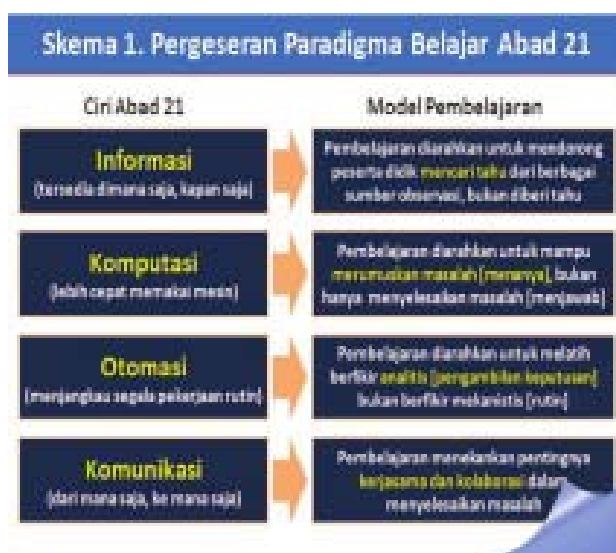 Skema 1. Pergeseran Paradigma Belajar Abad 21
Ciri Abad 21
Model Pembelajaran
Informasi
(tersedia dimana saja, kapan saja)
Pembelajaran diarahkan untuk mendorong
peserta didik mencari tahu dari berbagai
sumber observasi, bukan diberi tahu
Komputasi
(lebih cepat memakai mesin)
Pembelajaran diarahkan untuk mampu
merumuskan masalah [menanya], bukan
hanya menyelesaikan masalah [menjawab]
Otomasi
(menjangkau segala pekerjaan rutin)
Pembelajaran diarahkan untuk melatih
berfikir analitis [pengambilan keputusan]
bukan berfikir mekanistis [rutin]
Komunikasi
(dari mana saja, ke mana saja)
Pembelajaran menekankan pentingnya
kerjasama dan kolaborasi dalam
menyelesaikan masalah